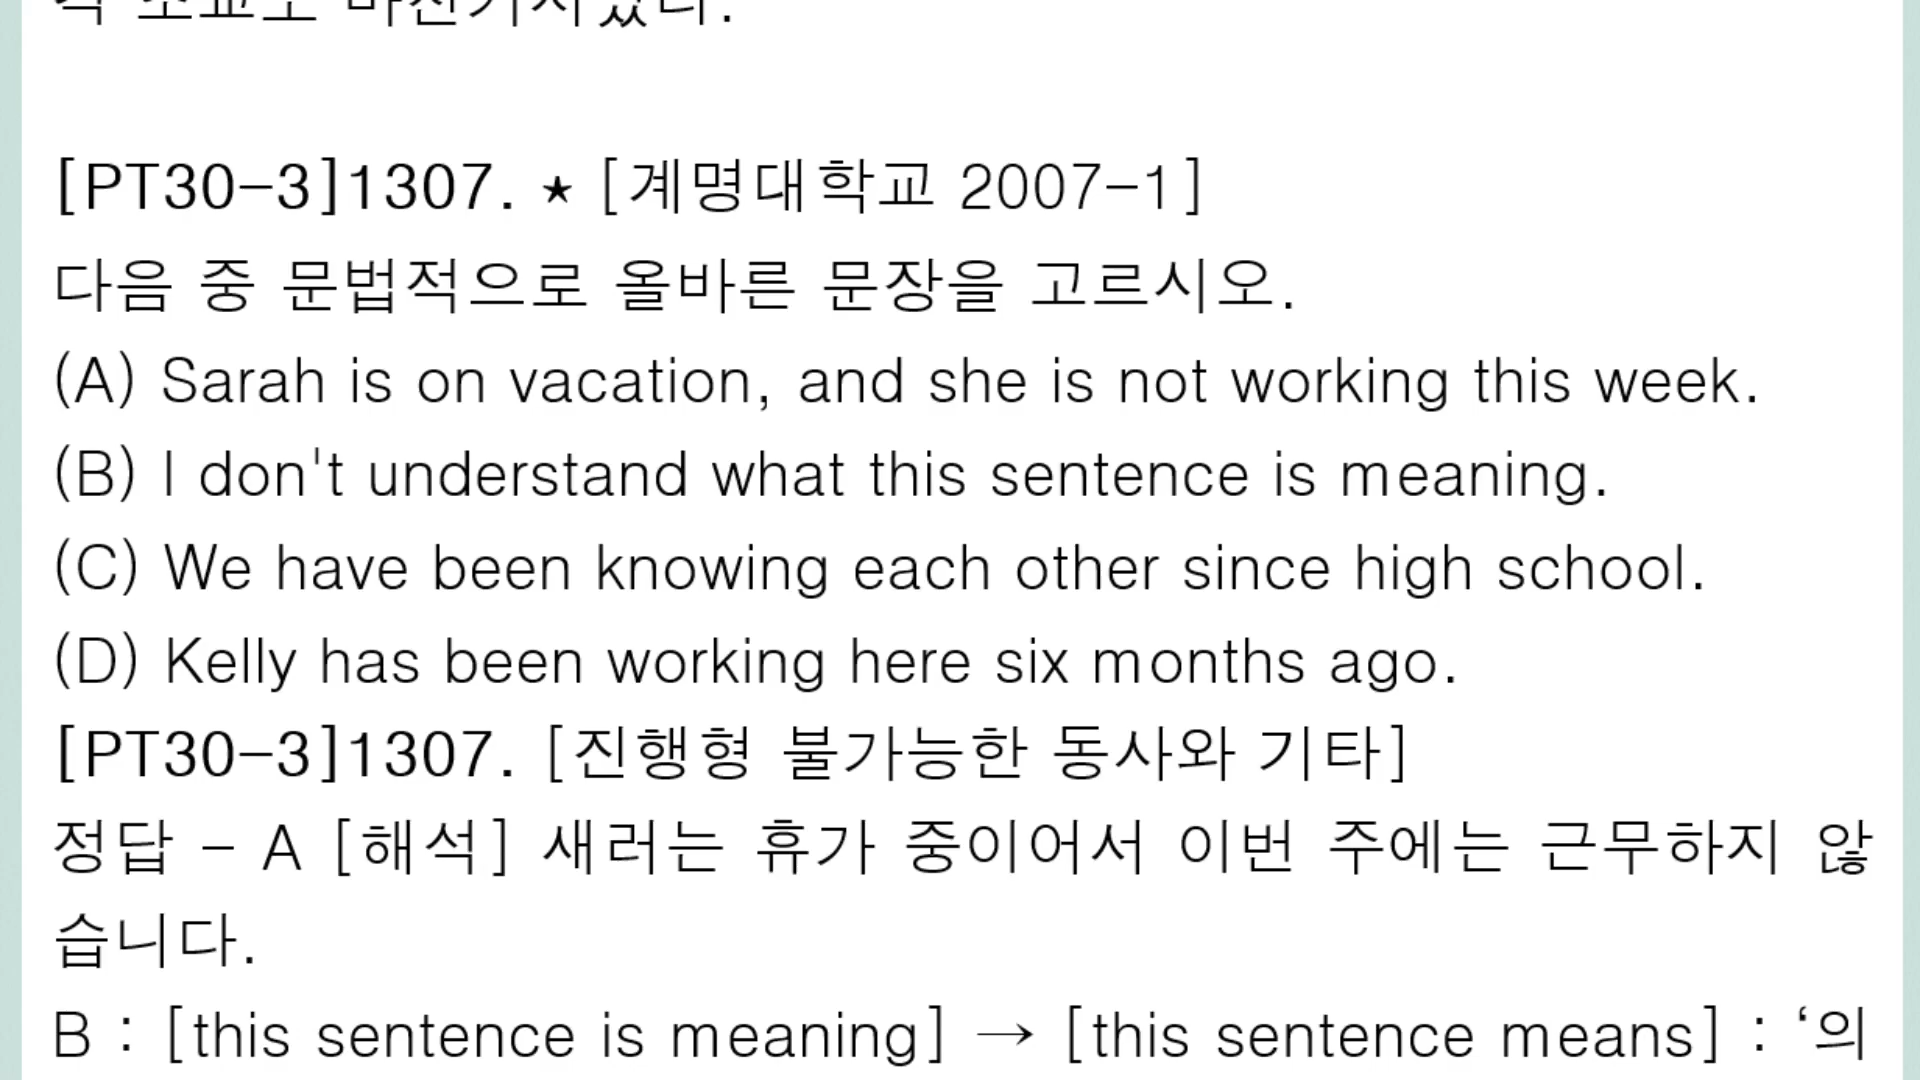 [PT30-3]1307. ★ [계명대학교 2007-1]
다음 중 문법적으로 올바른 문장을 고르시오.
(A) Sarah is on vacation, and she is not working this week.
(B) I don't understand what this sentence is meaning.
(C) We have been knowing each other since high school.
(D) Kelly has been working here six months ago.
[PT30-3]1307. [진행형 불가능한 동사와 기타]
정답 - A [해석] 새러는 휴가 중이어서 이번 주에는 근무하지 않
습니다.
B : [this sentence is meaning] → [this sentence means] : ‘의